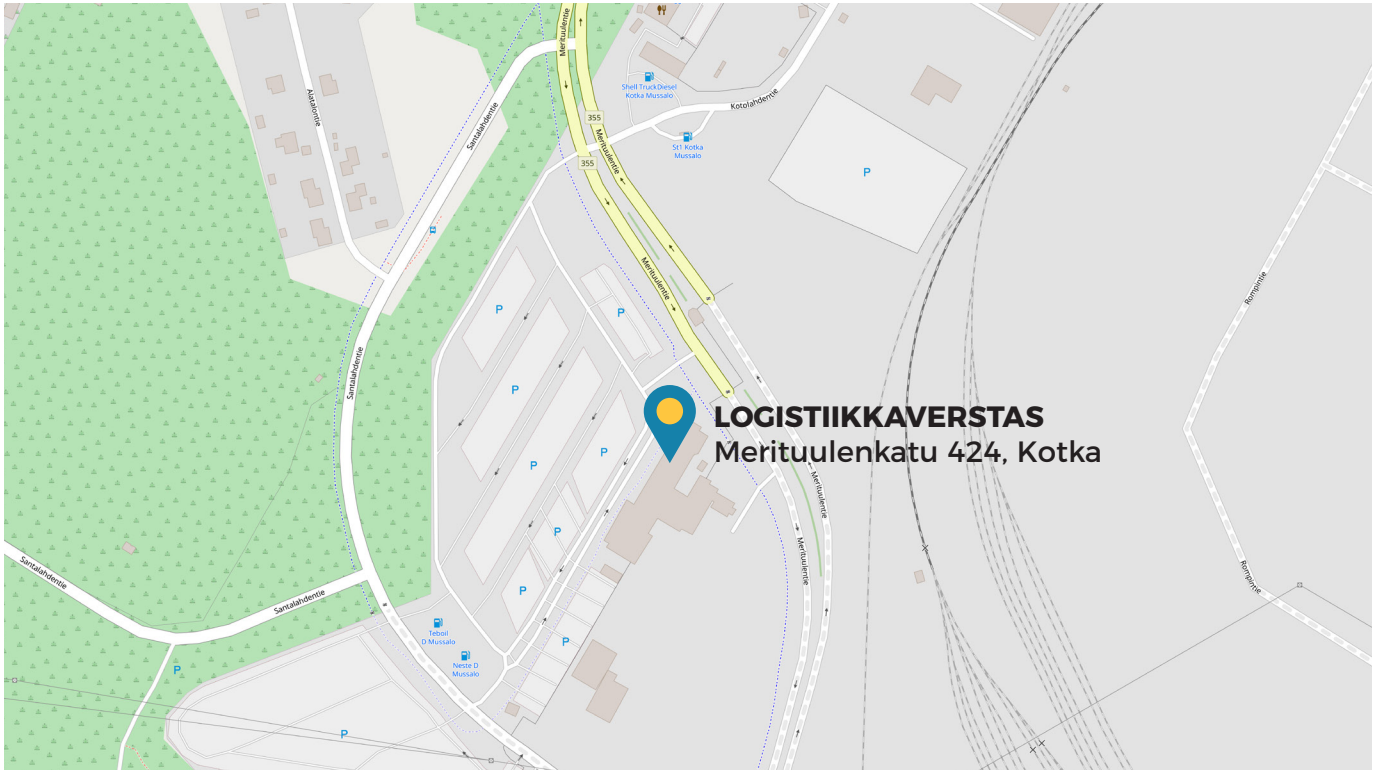 Merituulentie
Shell TruckDiesel
Kotka Mussalo
Alatalontie
Santalahdentie
Kotolahdentie
355
Merituulentie
St1 Kotka
Mussalo
355
P
Merituulentie
Rompintie
P
P
Santalahdentie
P
LOGISTIIKKAVERSTAS
Merituulenkatu 424, Kotka
P
P
Merituulentie
P
Merituulentie
Santalahdentie
Rompintie
P
Santalahdentie
Teboil
D Mussalo
P
Neste D
Mussalo
P
P